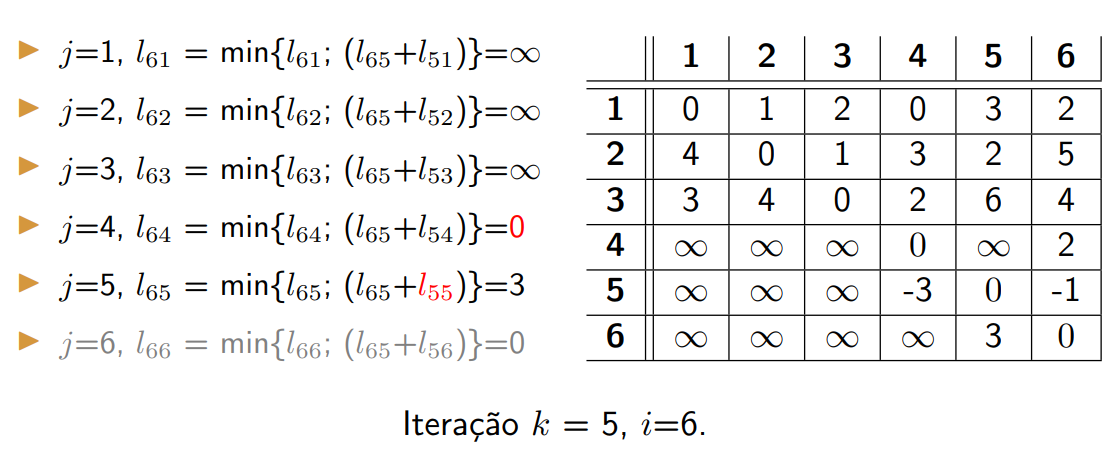 ▶ j=1, l₆₁ = min{l₆₁; (l₆₅+l₅₁)}=∞
▶ j=2, l₆₂ = min{l₆₂; (l₆₅+l₅₂)}=∞
▶ j=3, l₆₃ = min{l₆₃; (l₆₅+l₅₃)}=∞
▶ j=4, l₆₄ = min{l₆₄; (l₆₅+l₅₄)}=0
▶ j=5, l₆₅ = min{l₆₅; (l₆₅+l₅₅)}=3
▶ j=6, l₆₆ = min{l₆₆; (l₆₅+l₅₆)}=0
1 2 3 4 5 6
1 0 1 2 0 3 2
2 4 0 1 3 2 5
3 3 4 0 2 6 4
4 ∞ ∞ ∞ 0 ∞ 2
5 ∞ ∞ ∞ -3 0 -1
6 ∞ ∞ ∞ ∞ 3 0
Iteração k = 5, i=6.